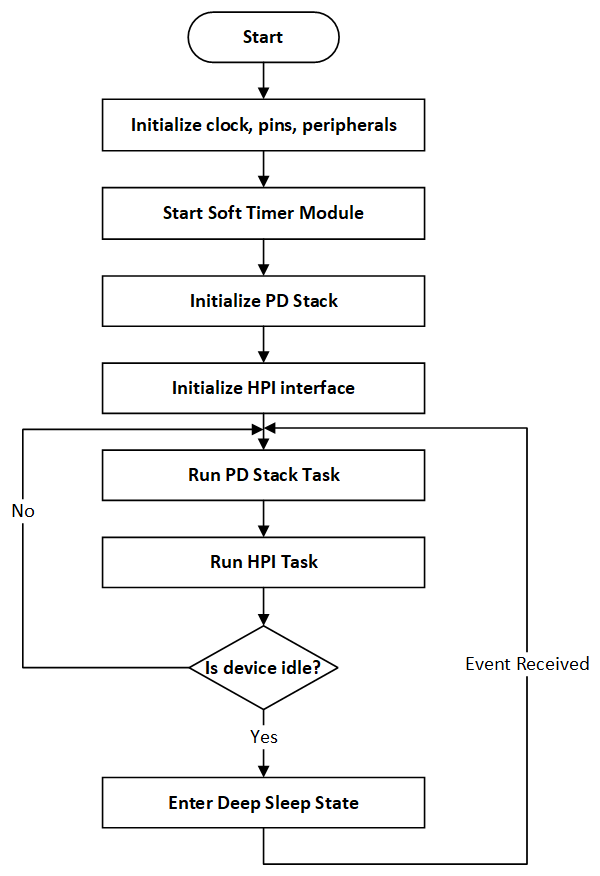 Start
Initialize clock, pins, peripherals
Start Soft Timer Module
Initialize PD Stack
Initialize HPI interface
Run PD Stack Task
No
Run HPI Task
Is device idle?
Event Received
Yes
Enter Deep Sleep State